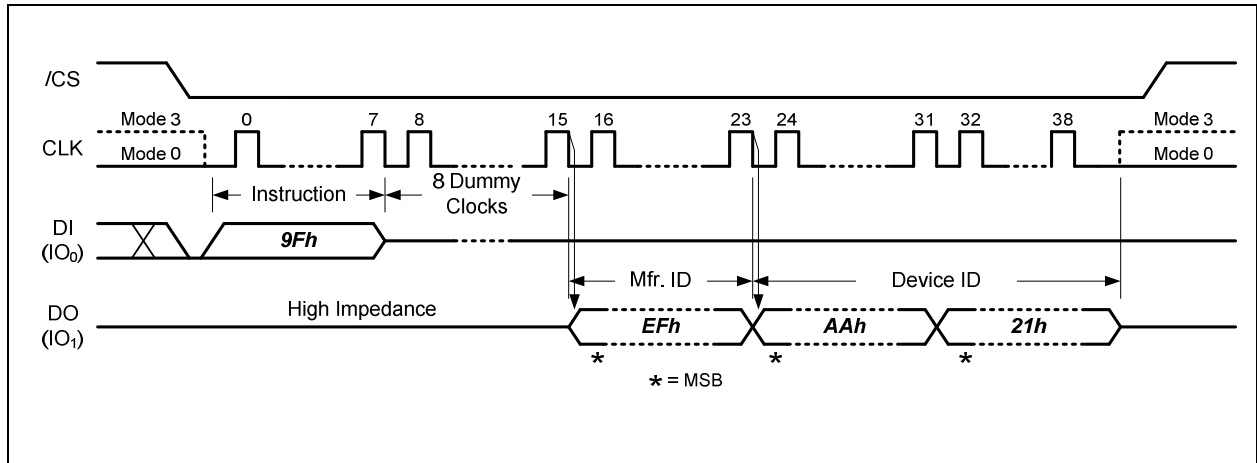 /CS
Mode 3
0
7
8
15
16
23
24
31
32
38
Mode 3
CLK
Mode 0
Mode 0
Instruction
8 Dummy
Clocks
DI
(IO₀)
9Fh
Mfr. ID
Device ID
DO
(IO₁)
High Impedance
EFh
AAh
21h
*
*
*
* = MSB